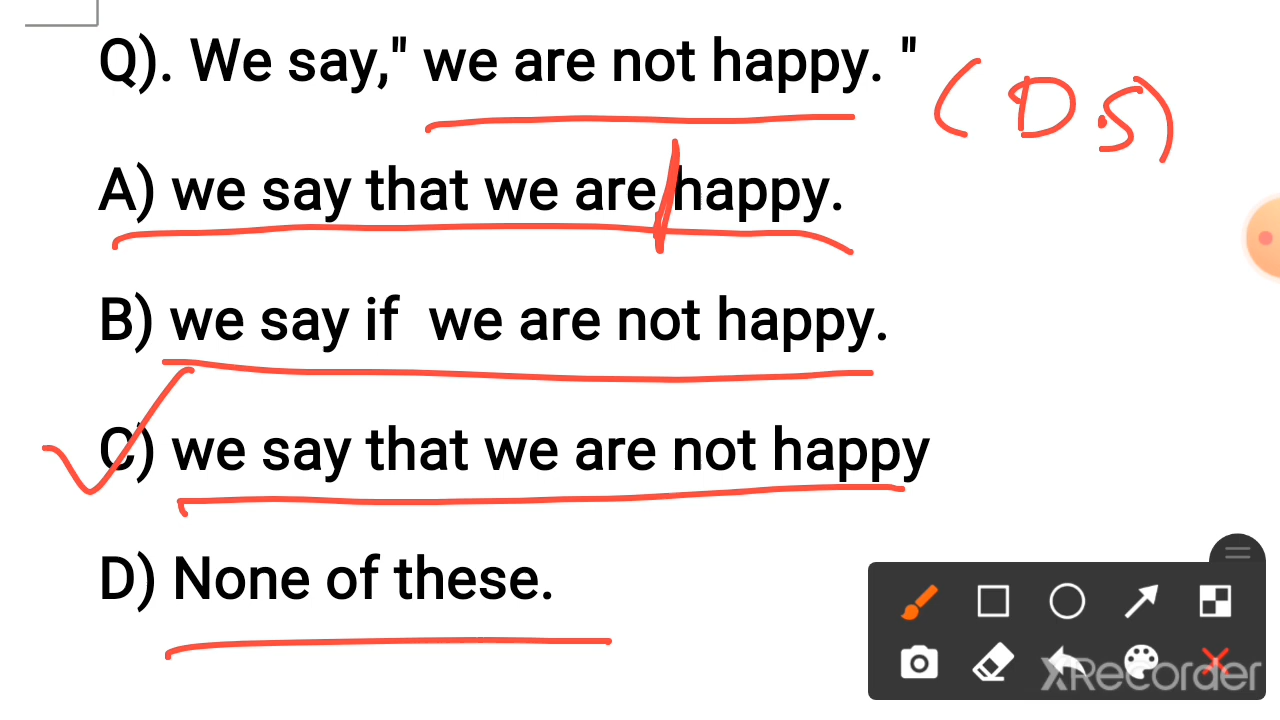 Q). We say," we are not happy. "
(DS)
A) we say that we are happy.
B) we say if  we are not happy.
C) we say that we are not happy
D) None of these.
XRecorder